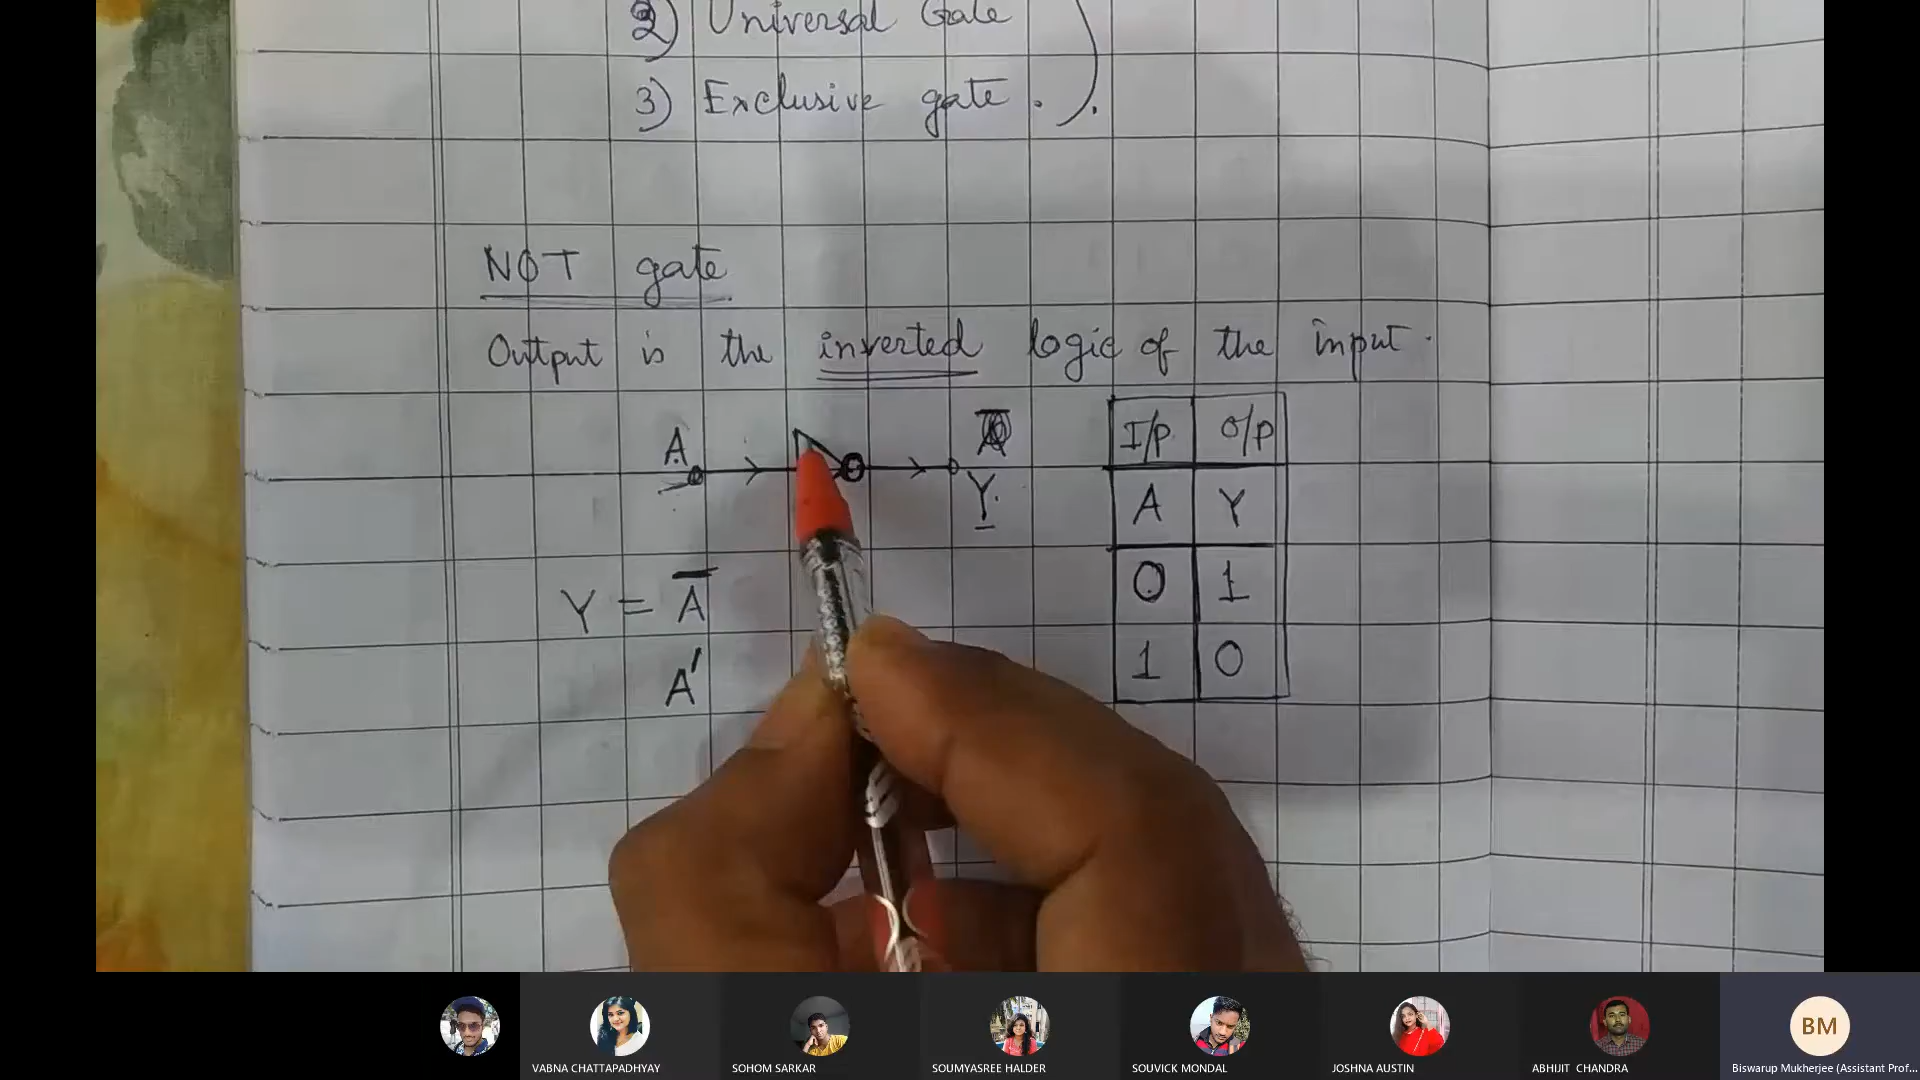 2) Universal Gate
3) Exclusive gate.
NOT gate
Output is the inverted logic of the input.
A
Y
Y = A̅
A'
I/P O/P
A Y
0 1
1 0
VABNA CHATTAPADHYAY
SOHOM SARKAR
SOUMYASREE HALDER
SOUVICK MONDAL
JOSHNA AUSTIN
ABHIJIT CHANDRA
BM
Biswarup Mukherjee (Assistant Prof...